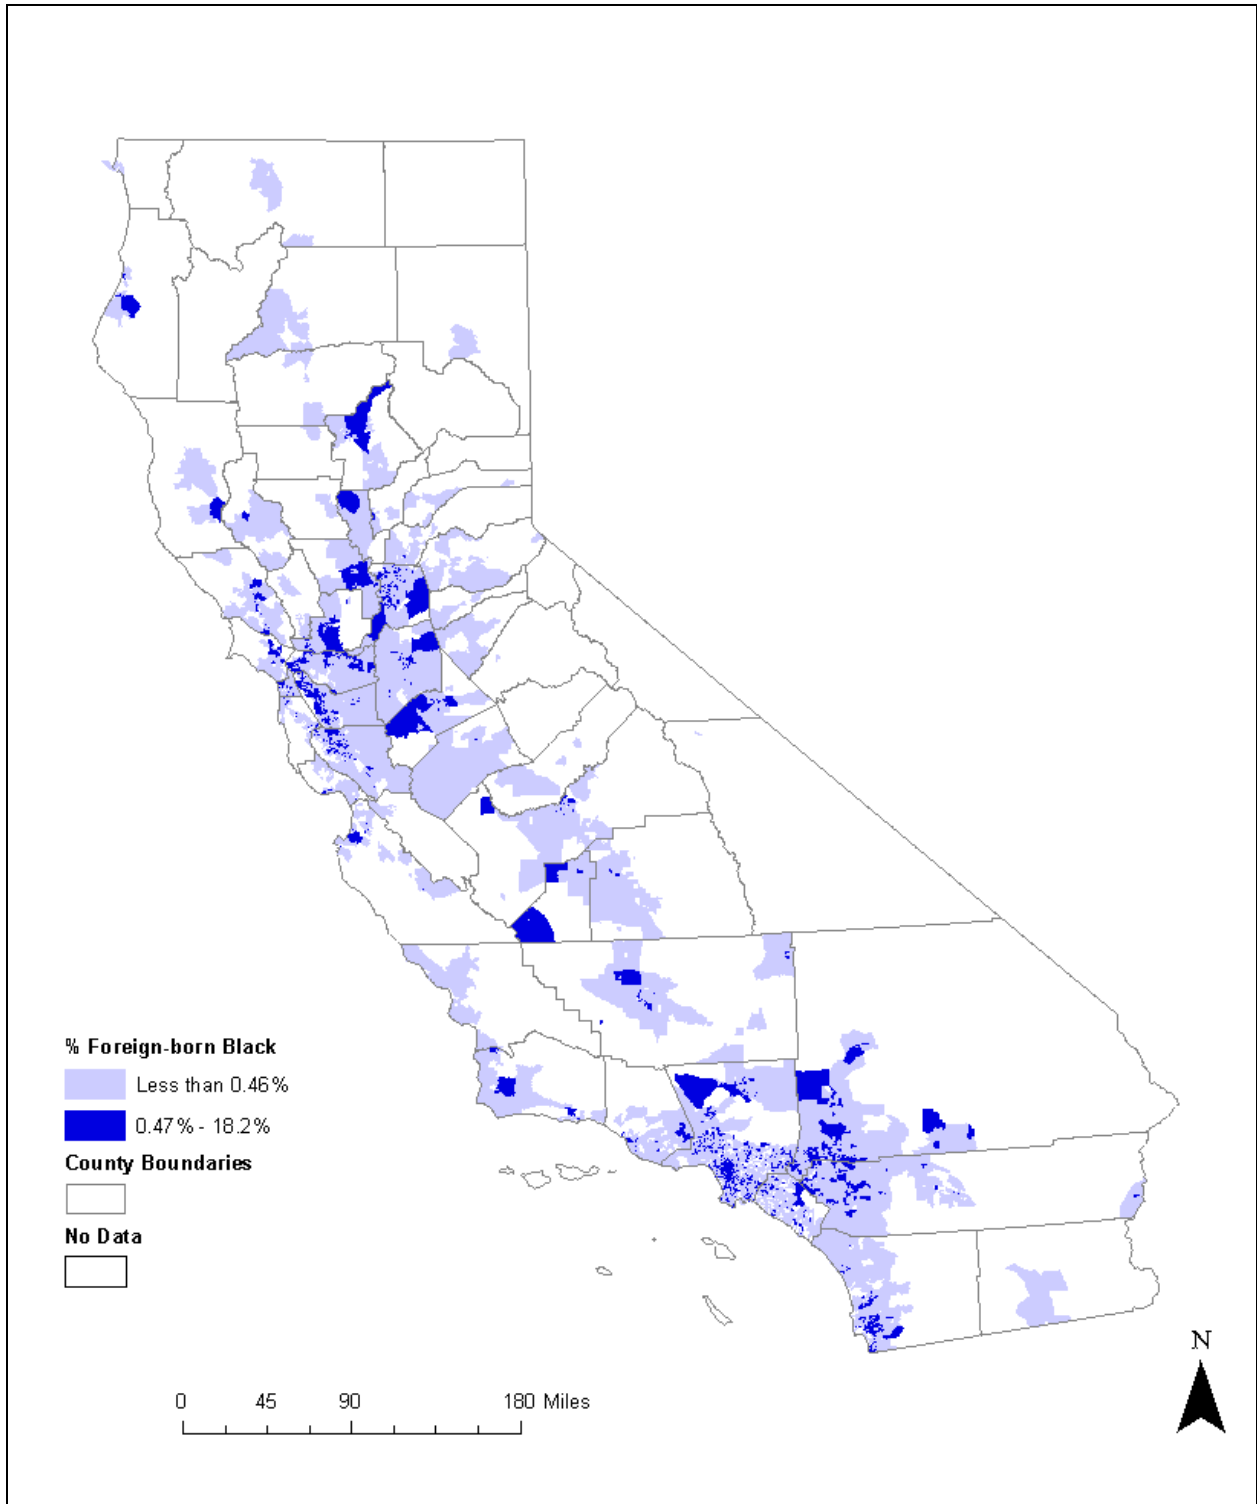 % Foreign-born Black
Less than 0.46%
0.47% - 18.2%
County Boundaries
No Data
N
0 45 90 180 Miles